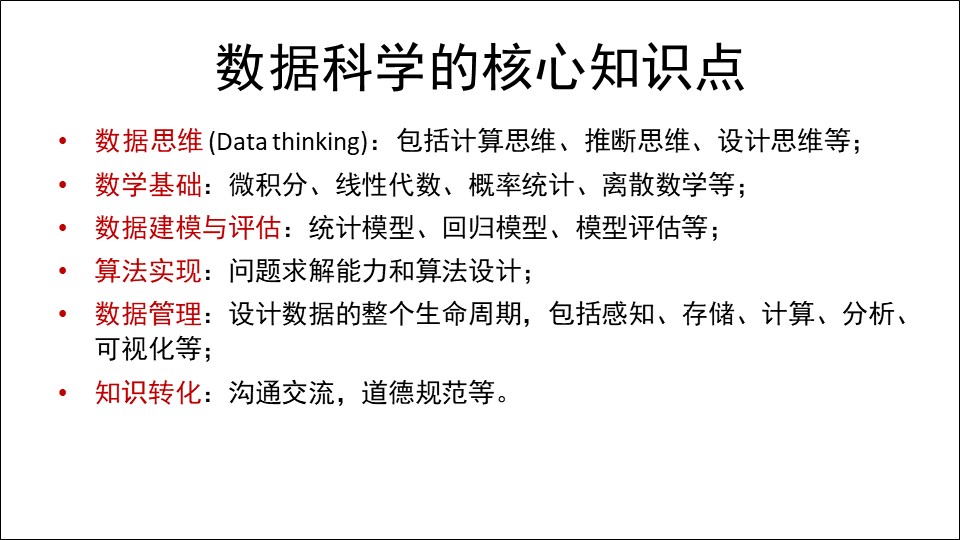 数据科学的核心知识点
• 数据思维 (Data thinking)：包括计算思维、推断思维、设计思维等；
• 数学基础：微积分、线性代数、概率统计、离散数学等；
• 数据建模与评估：统计模型、回归模型、模型评估等；
• 算法实现：问题求解能力和算法设计；
• 数据管理：设计数据的整个生命周期，包括感知、存储、计算、分析、
可视化等；
• 知识转化：沟通交流，道德规范等。